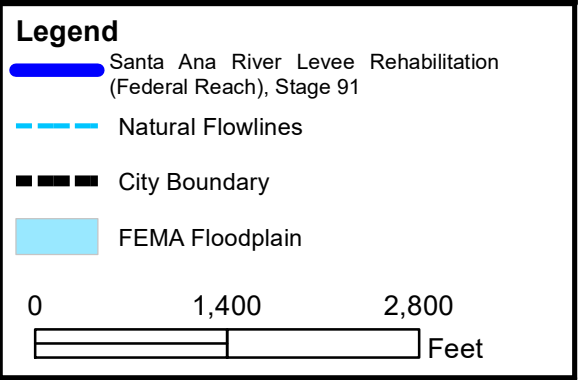 Legend
Santa Ana River Levee Rehabilitation
(Federal Reach), Stage 91
Natural Flowlines
City Boundary
FEMA Floodplain
0 1,400 2,800
Feet